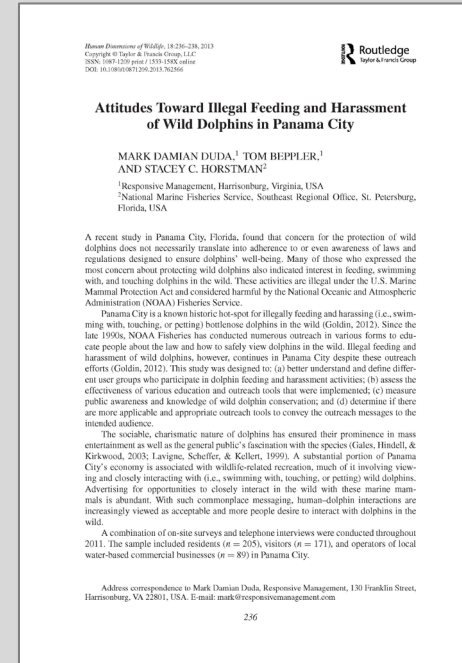 Human Dimensions of Wildlife, 18:236–238, 2013
Copyright © Taylor & Francis Group, LLC
ISSN: 1087-1209 print / 1533-158X online
DOI: 10.1080/10871209.2013.762566
Routledge
Taylor & Francis Group
Attitudes Toward Illegal Feeding and Harassment
of Wild Dolphins in Panama City
MARK DAMIAN DUDA,1 TOM BEPPLER,1
AND STACEY C. HORSTMAN2
1Responsive Management, Harrisonburg, Virginia, USA
2National Marine Fisheries Service, Southeast Regional Office, St. Petersburg,
Florida, USA
A recent study in Panama City, Florida, found that concern for the protection of wild
dolphins does not necessarily translate into adherence to or even awareness of laws and
regulations designed to ensure dolphins' well-being. Many of those who expressed the
most concern about protecting wild dolphins also indicated interest in feeding, swimming
with, and touching dolphins in the wild. These activities are illegal under the U.S. Marine
Mammal Protection Act and considered harmful by the National Oceanic and Atmospheric
Administration (NOAA) Fisheries Service.
Panama City is a known historic hot-spot for illegally feeding and harassing (i.e., swim-
ming with, touching, or petting) bottlenose dolphins in the wild (Goldin, 2012). Since the
late 1990s, NOAA Fisheries has conducted numerous outreach in various forms to edu-
cate people about the law and how to safely view dolphins in the wild. Illegal feeding and
harassment of wild dolphins, however, continues in Panama City despite these outreach
efforts (Goldin, 2012). This study was designed to: (a) better understand and define differ-
ent user groups who participate in dolphin feeding and harassment activities; (b) assess the
effectiveness of various education and outreach tools that were implemented; (c) measure
public awareness and knowledge of wild dolphin conservation; and (d) determine if there
are more applicable and appropriate outreach tools to convey the outreach messages to the
intended audience.
The sociable, charismatic nature of dolphins has ensured their prominence in mass
entertainment as well as the general public's fascination with the species (Gales, Hindell, &
Kirkwood, 2003; Lavigne, Scheffer, & Kellert, 1999). A substantial portion of Panama
City's economy is associated with wildlife-related recreation, much of it involving view-
ing and closely interacting with (i.e., swimming with, touching, or petting) wild dolphins.
Advertising for opportunities to closely interact in the wild with these marine mam-
mals is abundant. With such commonplace messaging, human–dolphin interactions are
increasingly viewed as acceptable and more people desire to interact with dolphins in the
wild.
A combination of on-site surveys and telephone interviews were conducted throughout
2011. The sample included residents (n = 205), visitors (n = 171), and operators of local
water-based commercial businesses (n = 89) in Panama City.
Address correspondence to Mark Damian Duda, Responsive Management, 130 Franklin Street,
Harrisonburg, VA 22801, USA. E-mail: mark@responsivemanagement.com
236